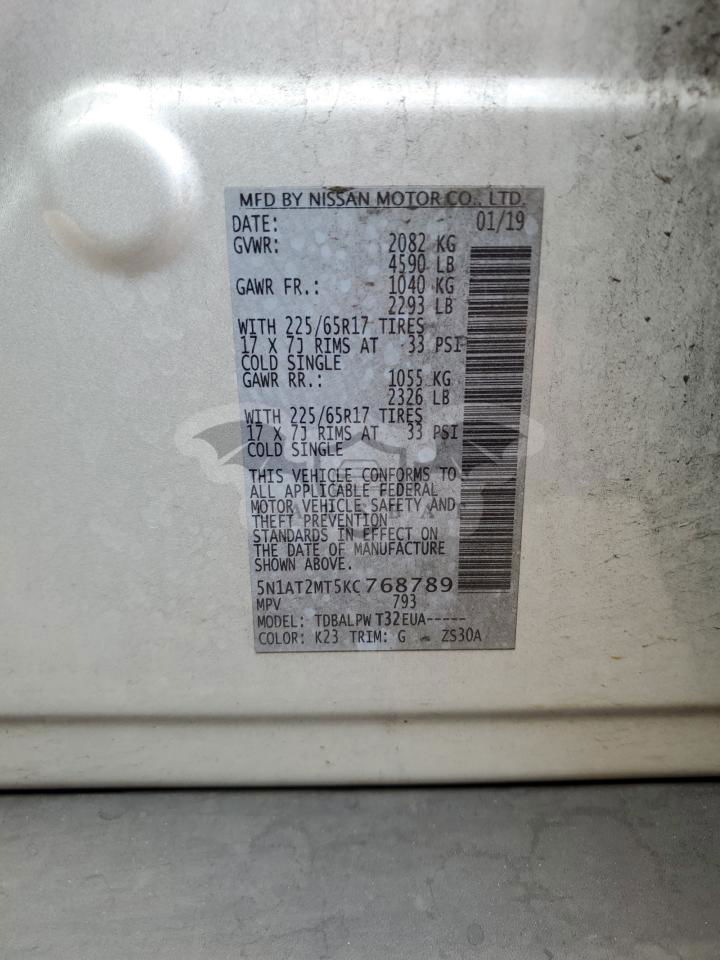 MFD BY NISSAN MOTOR CO., LTD.
DATE: 01/19
GVWR: 2082 KG
4590 LB
GAWR FR.: 1040 KG
2293 LB
WITH 225/65R17 TIRES
17 X 7J RIMS AT 33 PSI
COLD SINGLE
GAWR RR.: 1055 KG
2326 LB
WITH 225/65R17 TIRES
17 X 7J RIMS AT 33 PSI
COLD SINGLE
THIS VEHICLE CONFORMS TO
ALL APPLICABLE FEDERAL
MOTOR VEHICLE SAFETY AND
THEFT PREVENTION
STANDARDS IN EFFECT ON
THE DATE OF MANUFACTURE
SHOWN ABOVE.
5N1AT2MT5KC768789
MPV 793
MODEL: TDBALPW T32EUA-----
COLOR: K23 TRIM: G - ZS30A